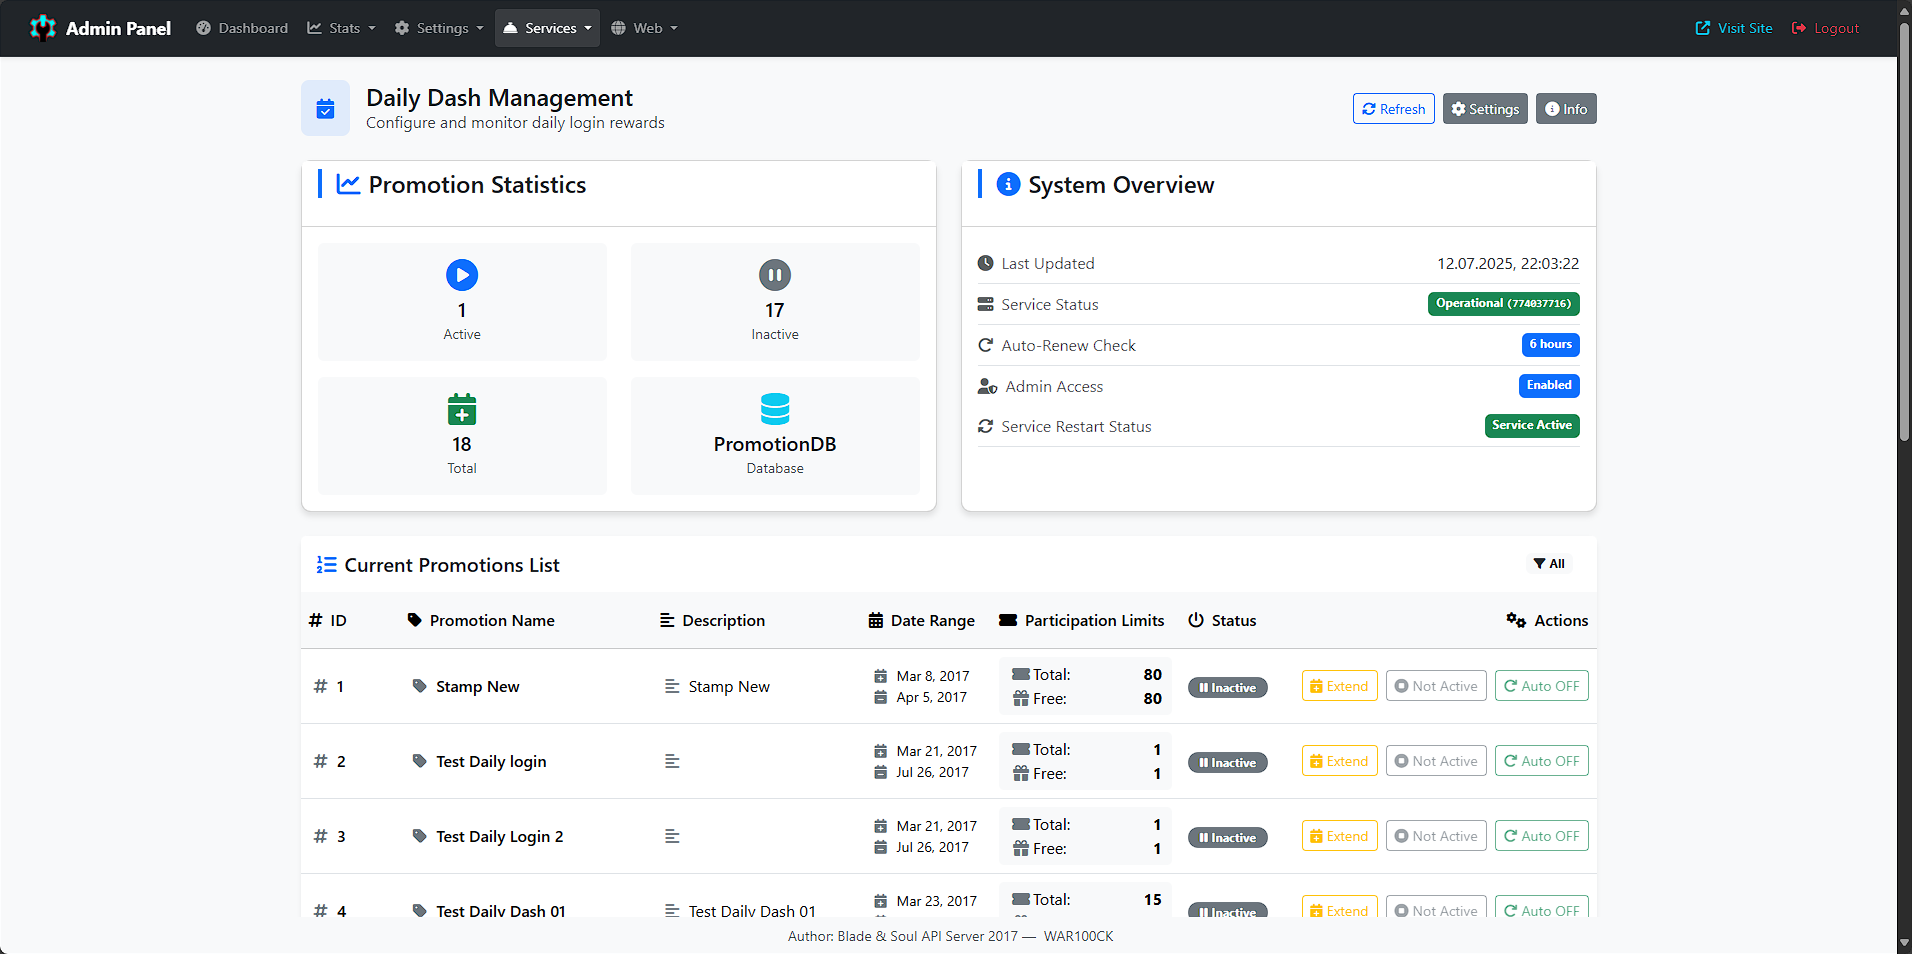 Admin Panel Dashboard Stats Settings Services Web Visit Site Logout
Daily Dash Management
Configure and monitor daily login rewards
Refresh Settings Info
Promotion Statistics
1
Active
17
Inactive
18
Total
PromotionDB
Database
System Overview
Last Updated 12.07.2025, 22:03:22
Service Status Operational (774037716)
Auto-Renew Check 6 hours
Admin Access Enabled
Service Restart Status Service Active
Current Promotions List All
# ID Promotion Name Description Date Range Participation Limits Status Actions
# 1 Stamp New Stamp New Mar 8, 2017 Total: 80 Inactive Extend Not Active Auto OFF
Apr 5, 2017 Free: 80
# 2 Test Daily login Mar 21, 2017 Total: 1 Inactive Extend Not Active Auto OFF
Jul 26, 2017 Free: 1
# 3 Test Daily Login 2 Mar 21, 2017 Total: 1 Inactive Extend Not Active Auto OFF
Jul 26, 2017 Free: 1
# 4 Test Daily Dash 01 Test Daily Dash 01 Mar 23, 2017 Total: 15 Inactive Extend Not Active Auto OFF
Author: Blade & Soul API Server 2017 — WAR100CK